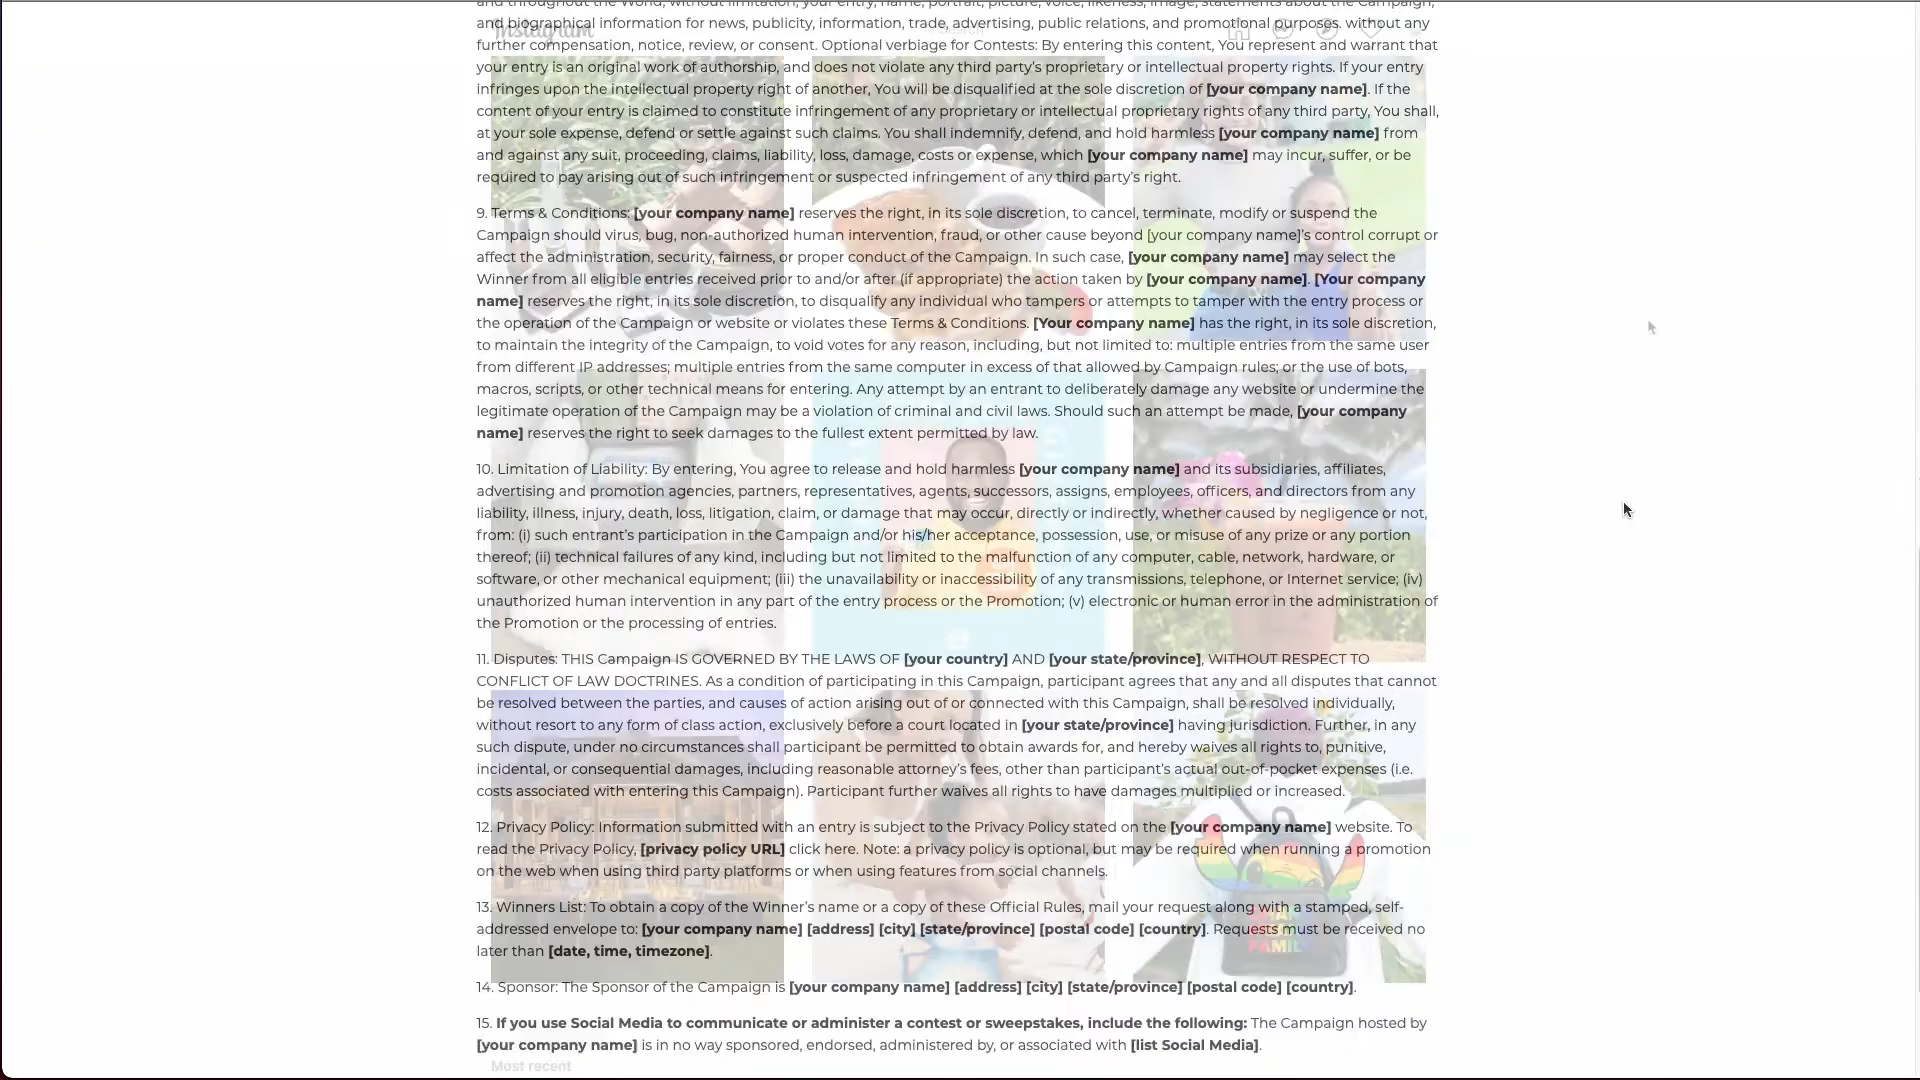 and throughout the World, without limitation, your entry, name, portrait, picture, voice, likeness, image, statements about the Campaign,
and biographical information for news, publicity, information, trade, advertising, public relations, and promotional purposes. without any
Instagram
Search
further compensation, notice, review, or consent. Optional verbiage for Contests: By entering this content, You represent and warrant that
your entry is an original work of authorship, and does not violate any third party's proprietary or intellectual property rights. If your entry
infringes upon the intellectual property right of another, You will be disqualified at the sole discretion of [your company name]. If the
content of your entry is claimed to constitute infringement of any proprietary or intellectual proprietary rights of any third party, You shall,
at your sole expense, defend or settle against such claims. You shall indemnify, defend, and hold harmless [your company name] from
and against any suit, proceeding, claims, liability, loss, damage, costs or expense, which [your company name] may incur, suffer, or be
required to pay arising out of such infringement or suspected infringement of any third party's right.
9. Terms & Conditions: [your company name] reserves the right, in its sole discretion, to cancel, terminate, modify or suspend the
Campaign should virus, bug, non-authorized human intervention, fraud, or other cause beyond [your company name]'s control corrupt or
affect the administration, security, fairness, or proper conduct of the Campaign. In such case, [your company name] may select the
Winner from all eligible entries received prior to and/or after (if appropriate) the action taken by [your company name]. [Your company
name] reserves the right, in its sole discretion, to disqualify any individual who tampers or attempts to tamper with the entry process or
the operation of the Campaign or website or violates these Terms & Conditions. [Your company name] has the right, in its sole discretion,
to maintain the integrity of the Campaign, to void votes for any reason, including, but not limited to: multiple entries from the same user
from different IP addresses; multiple entries from the same computer in excess of that allowed by Campaign rules; or the use of bots,
macros, scripts, or other technical means for entering. Any attempt by an entrant to deliberately damage any website or undermine the
legitimate operation of the Campaign may be a violation of criminal and civil laws. Should such an attempt be made, [your company
name] reserves the right to seek damages to the fullest extent permitted by law.
10. Limitation of Liability: By entering, You agree to release and hold harmless [your company name] and its subsidiaries, affiliates,
advertising and promotion agencies, partners, representatives, agents, successors, assigns, employees, officers, and directors from any
liability, illness, injury, death, loss, litigation, claim, or damage that may occur, directly or indirectly, whether caused by negligence or not,
from: (i) such entrant's participation in the Campaign and/or his/her acceptance, possession, use, or misuse of any prize or any portion
thereof; (ii) technical failures of any kind, including but not limited to the malfunction of any computer, cable, network, hardware, or
software, or other mechanical equipment; (iii) the unavailability or inaccessibility of any transmissions, telephone, or Internet service; (iv)
unauthorized human intervention in any part of the entry process or the Promotion; (v) electronic or human error in the administration of
the Promotion or the processing of entries.
11. Disputes: THIS Campaign IS GOVERNED BY THE LAWS OF [your country] AND [your state/province], WITHOUT RESPECT TO
CONFLICT OF LAW DOCTRINES. As a condition of participating in this Campaign, participant agrees that any and all disputes that cannot
be resolved between the parties, and causes of action arising out of or connected with this Campaign, shall be resolved individually,
without resort to any form of class action, exclusively before a court located in [your state/province] having jurisdiction. Further, in any
such dispute, under no circumstances shall participant be permitted to obtain awards for, and hereby waives all rights to, punitive,
incidental, or consequential damages, including reasonable attorney's fees, other than participant's actual out-of-pocket expenses (i.e.
costs associated with entering this Campaign). Participant further waives all rights to have damages multiplied or increased.
12. Privacy Policy: Information submitted with an entry is subject to the Privacy Policy stated on the [your company name] website. To
read the Privacy Policy, [privacy policy URL] click here. Note: a privacy policy is optional, but may be required when running a promotion
on the web when using third party platforms or when using features from social channels.
13. Winners List: To obtain a copy of the Winner's name or a copy of these Official Rules, mail your request along with a stamped, self-
addressed envelope to: [your company name] [address] [city] [state/province] [postal code] [country]. Requests must be received no
later than [date, time, timezone].
14. Sponsor: The Sponsor of the Campaign is [your company name] [address] [city] [state/province] [postal code] [country].
15. If you use Social Media to communicate or administer a contest or sweepstakes, include the following: The Campaign hosted by
[your company name] is in no way sponsored, endorsed, administered by, or associated with [list Social Media].
Most recent